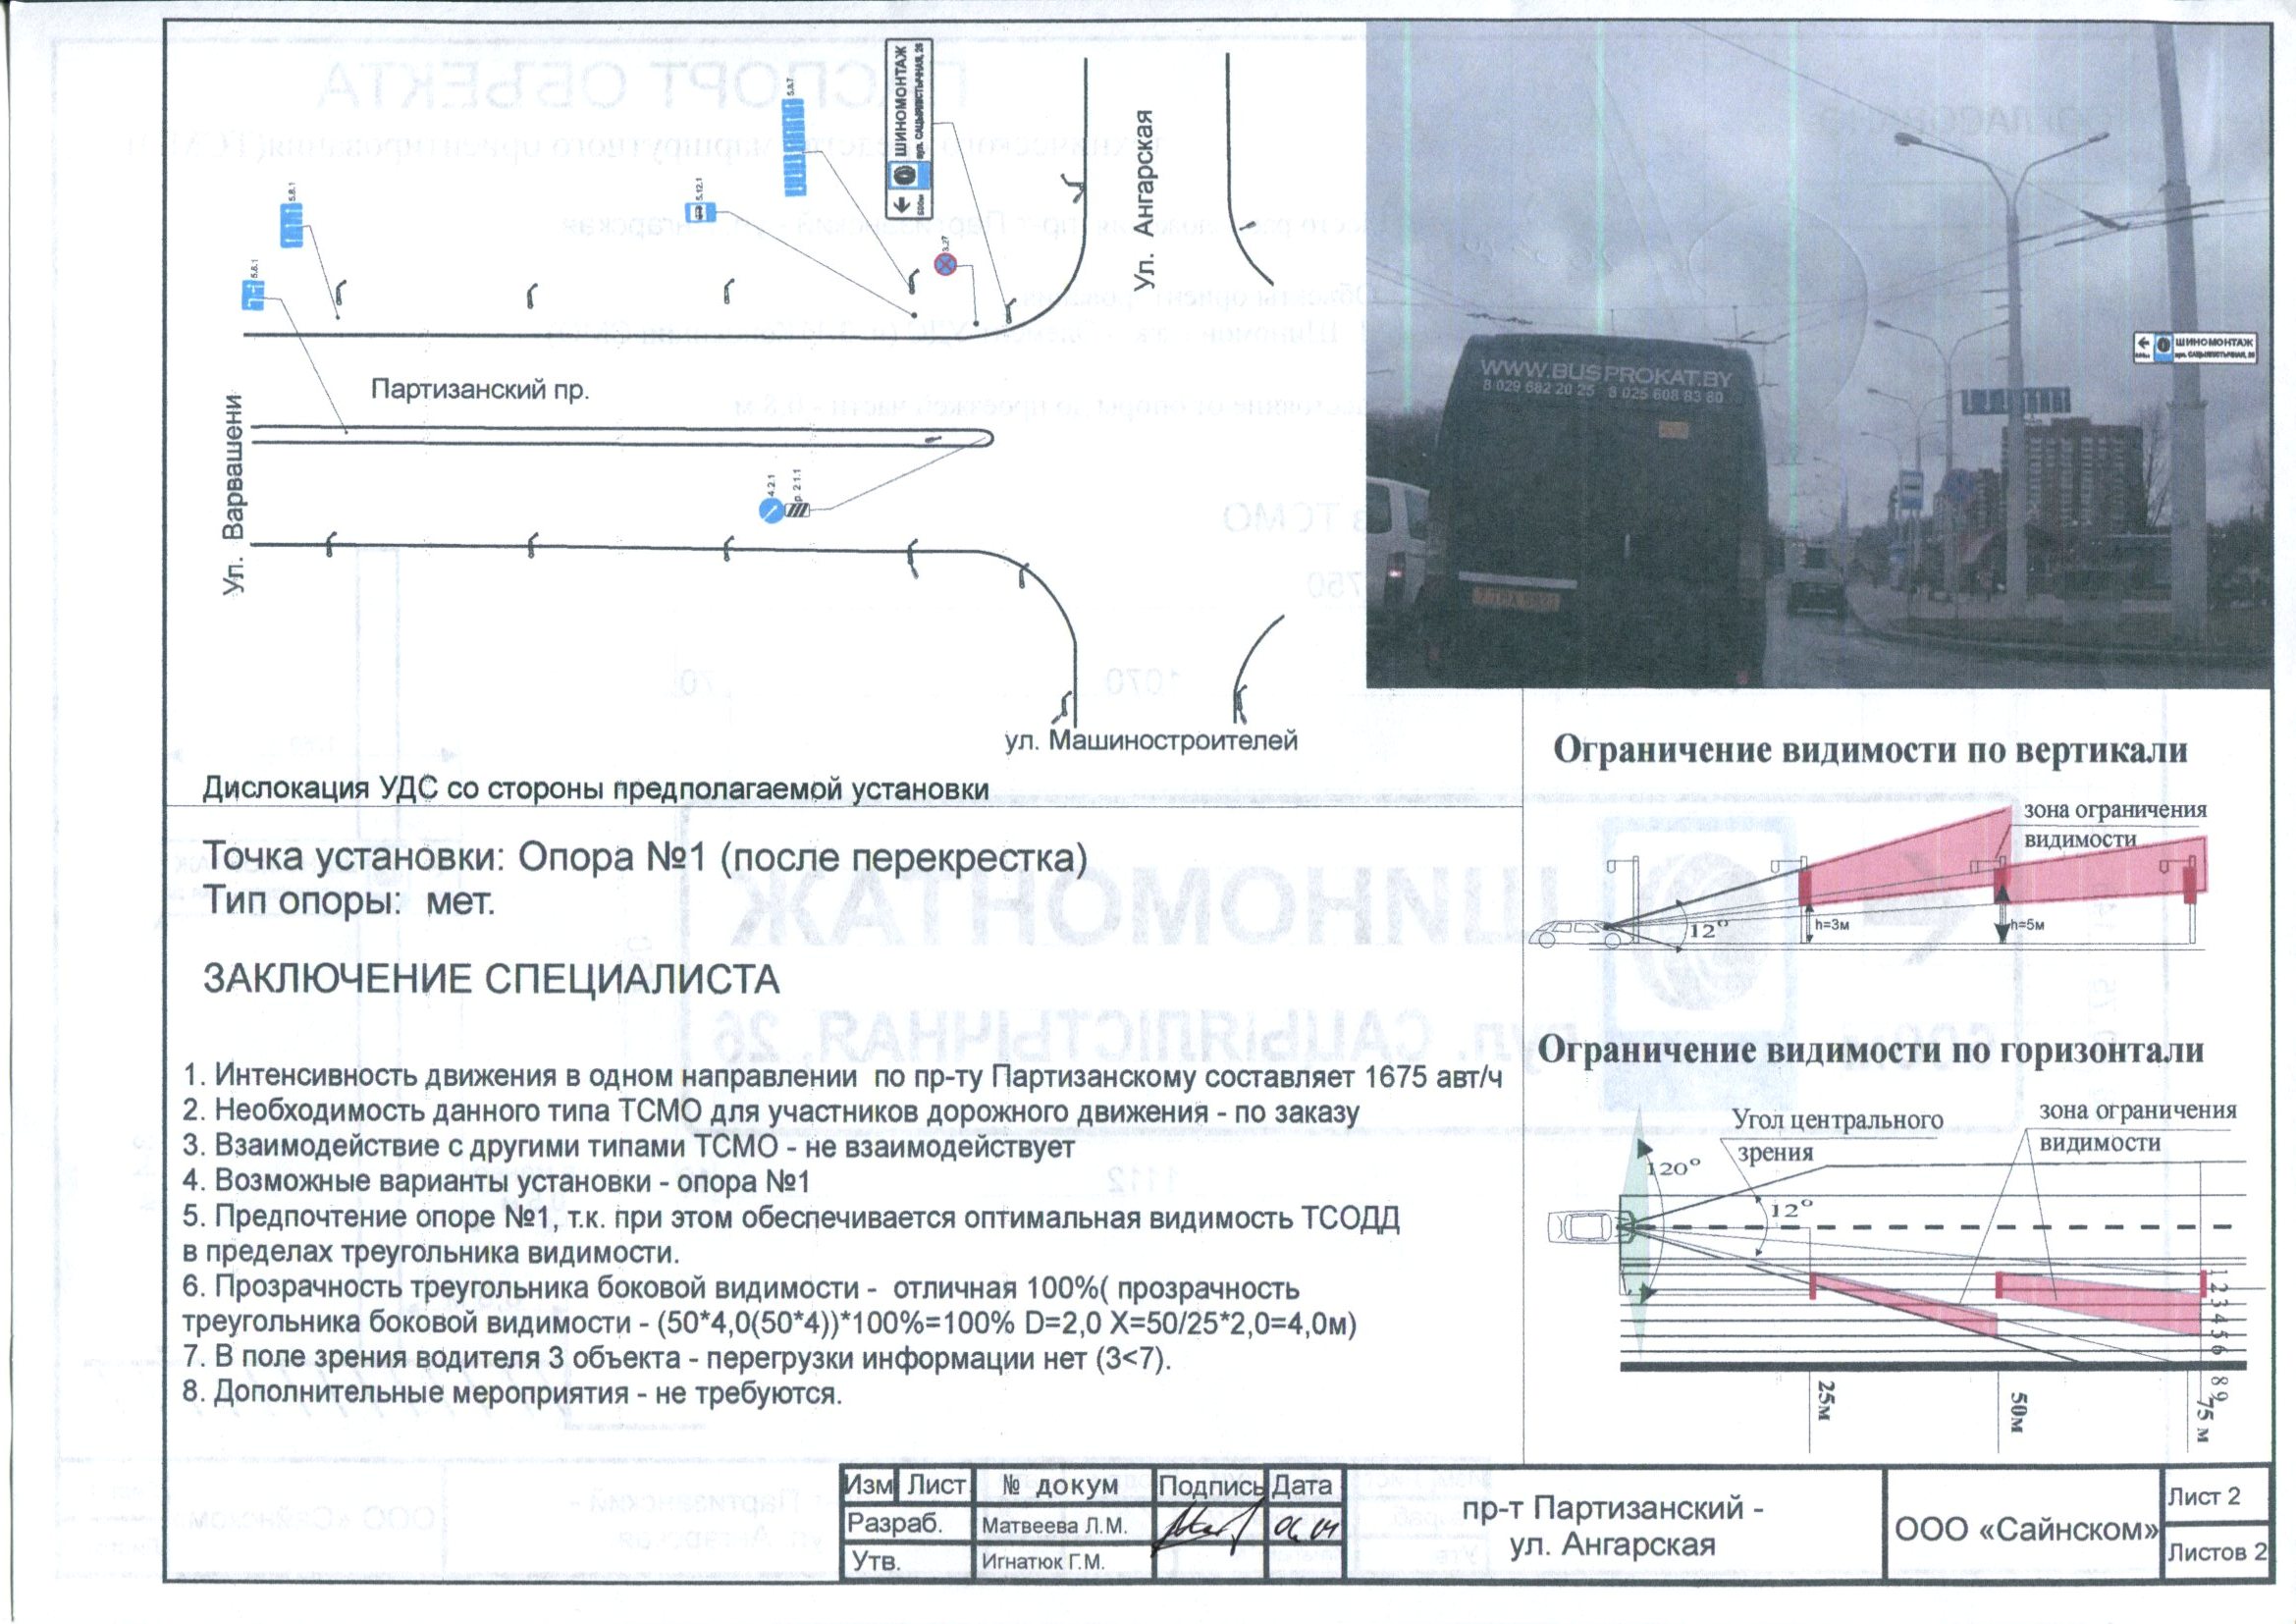 ШИНОМОНТАЖ
вул. САЦЫЯЛІСТЫЧНАЯ, 26
600м
5.8.7
5.8.1
5.12.1
3.27
5.8.1
Ул. Ангарская
Партизанский пр.
Ул. Варвашени
4.2.1
р. 2.1.1
ул. Машиностроителей
WWW.BUSPROKAT.BY
8 029 682 20 25 8 025 608 83 80
ШИНОМОНТАЖ
вул. САЦЫЯЛІСТЫЧНАЯ, 26
600м
Дислокация УДС со стороны предполагаемой установки
Точка установки: Опора №1 (после перекрестка)
Тип опоры: мет.
ЗАКЛЮЧЕНИЕ СПЕЦИАЛИСТА
1. Интенсивность движения в одном направлении по пр-ту Партизанскому составляет 1675 авт/ч
2. Необходимость данного типа ТСМО для участников дорожного движения - по заказу
3. Взаимодействие с другими типами ТСМО - не взаимодействует
4. Возможные варианты установки - опора №1
5. Предпочтение опоре №1, т.к. при этом обеспечивается оптимальная видимость ТСОДД
в пределах треугольника видимости.
6. Прозрачность треугольника боковой видимости - отличная 100%( прозрачность
треугольника боковой видимости - (50*4,0(50*4))*100%=100% D=2,0 X=50/25*2,0=4,0м)
7. В поле зрения водителя 3 объекта - перегрузки информации нет (3<7).
8. Дополнительные мероприятия - не требуются.
Ограничение видимости по вертикали
зона ограничения
видимости
12°
h=3м
h=5м
Ограничение видимости по горизонтали
Угол центрального
зрения
зона ограничения
видимости
120°
12°
1 2 3 4 5 6 8 9
25м
50м
75 м
Изм Лист № докум Подпись Дата
Разраб. Матвеева Л.М.
Утв. Игнатюк Г.М.
пр-т Партизанский -
ул. Ангарская
ООО «Сайнском»
Лист 2
Листов 2